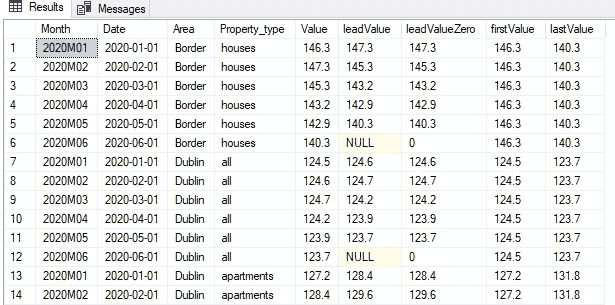 Results Messages
Month Date Area Property_type Value leadValue leadValueZero firstValue lastValue
1 2020M01 2020-01-01 Border houses 146.3 147.3 147.3 146.3 140.3
2 2020M02 2020-02-01 Border houses 147.3 145.3 145.3 146.3 140.3
3 2020M03 2020-03-01 Border houses 145.3 143.2 143.2 146.3 140.3
4 2020M04 2020-04-01 Border houses 143.2 142.9 142.9 146.3 140.3
5 2020M05 2020-05-01 Border houses 142.9 140.3 140.3 146.3 140.3
6 2020M06 2020-06-01 Border houses 140.3 NULL 0 146.3 140.3
7 2020M01 2020-01-01 Dublin all 124.5 124.6 124.6 124.5 123.7
8 2020M02 2020-02-01 Dublin all 124.6 124.7 124.7 124.5 123.7
9 2020M03 2020-03-01 Dublin all 124.7 124.2 124.2 124.5 123.7
10 2020M04 2020-04-01 Dublin all 124.2 123.9 123.9 124.5 123.7
11 2020M05 2020-05-01 Dublin all 123.9 123.7 123.7 124.5 123.7
12 2020M06 2020-06-01 Dublin all 123.7 NULL 0 124.5 123.7
13 2020M01 2020-01-01 Dublin apartments 127.2 128.4 128.4 127.2 131.8
14 2020M02 2020-02-01 Dublin apartments 128.4 129.6 129.6 127.2 131.8